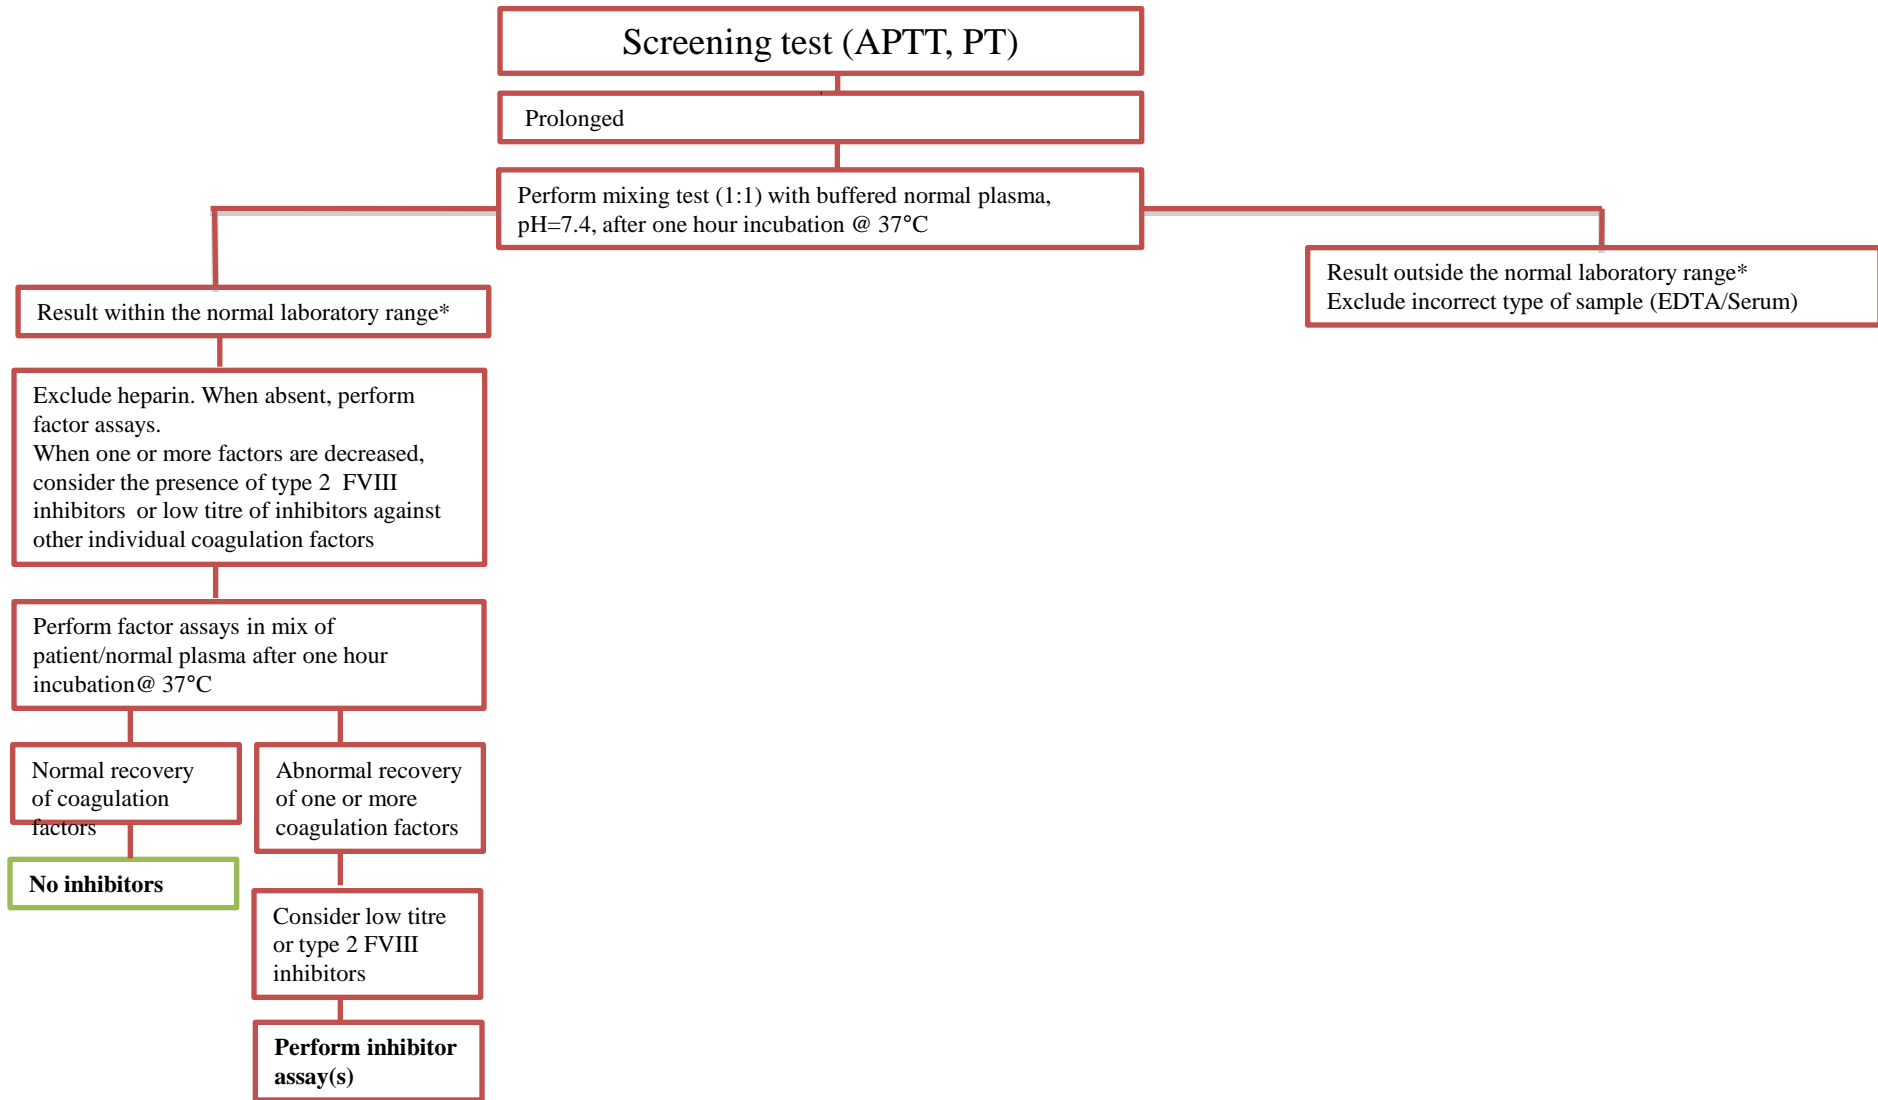 Screening test (APTT, PT)
Prolonged
Perform mixing test (1:1) with buffered normal plasma,
pH=7.4, after one hour incubation @ 37°C
Result within the normal laboratory range*
Result outside the normal laboratory range*
Exclude incorrect type of sample (EDTA/Serum)
Exclude heparin. When absent, perform
factor assays.
When one or more factors are decreased,
consider the presence of type 2 FVIII
inhibitors or low titre of inhibitors against
other individual coagulation factors
Perform factor assays in mix of
patient/normal plasma after one hour
incubation@ 37°C
Normal recovery
of coagulation
factors
Abnormal recovery
of one or more
coagulation factors
No inhibitors
Consider low titre
or type 2 FVIII
inhibitors
Perform inhibitor
assay(s)